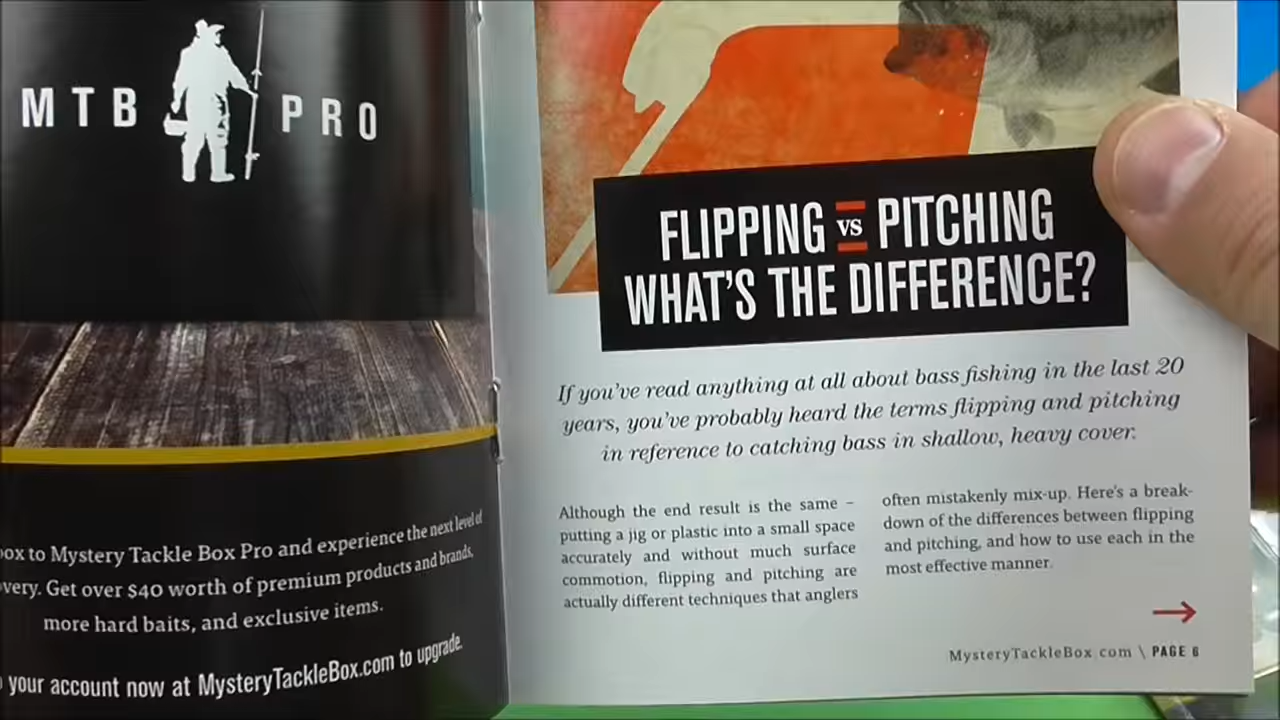 MTB PRO
box to Mystery Tackle Box Pro and experience the next level
very. Get over $40 worth of premium products and brands,
more hard baits, and exclusive items.
your account now at MysteryTackleBox.com to upgrade.
FLIPPING VS PITCHING
WHAT'S THE DIFFERENCE?
If you've read anything at all about bass fishing in the last 20
years, you've probably heard the terms flipping and pitching
in reference to catching bass in shallow, heavy cover.
Although the end result is the same –
putting a jig or plastic into a small space
accurately and without much surface
commotion, flipping and pitching are
actually different techniques that anglers
often mistakenly mix-up. Here's a break-
down of the differences between flipping
and pitching, and how to use each in the
most effective manner.
MysteryTackleBox.com \ PAGE 6